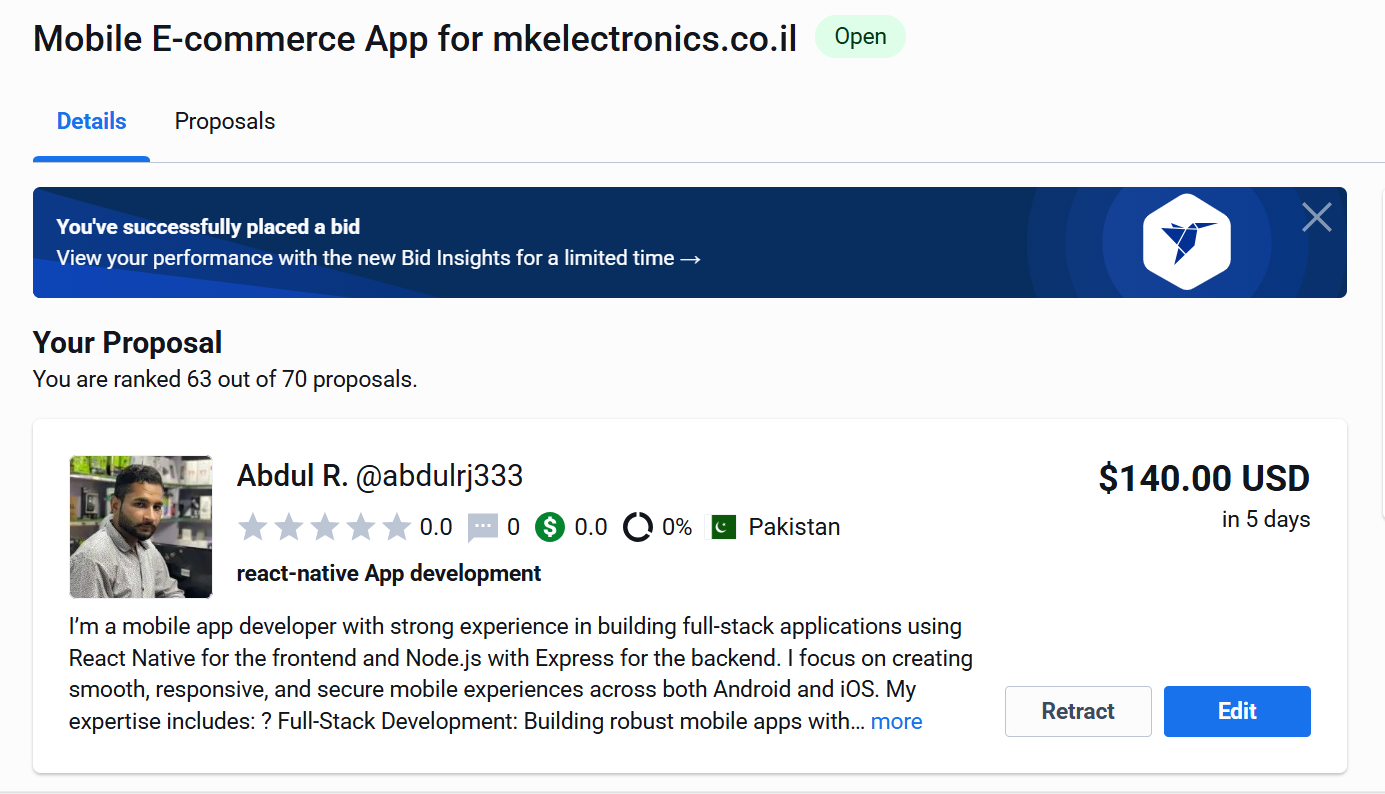 Mobile E-commerce App for mkelectronics.co.il Open
Details Proposals
You've successfully placed a bid
View your performance with the new Bid Insights for a limited time →
Your Proposal
You are ranked 63 out of 70 proposals.
Abdul R. @abdulrj333 $140.00 USD
in 5 days
0.0 0 $ 0.0 0% Pakistan
react-native App development
I’m a mobile app developer with strong experience in building full-stack applications using
React Native for the frontend and Node.js with Express for the backend. I focus on creating
smooth, responsive, and secure mobile experiences across both Android and iOS. My
expertise includes: ? Full-Stack Development: Building robust mobile apps with... more
Retract Edit